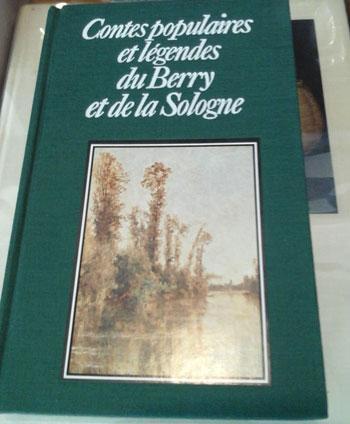 Contes populaires
et légendes
du Berry
et de la Sologne